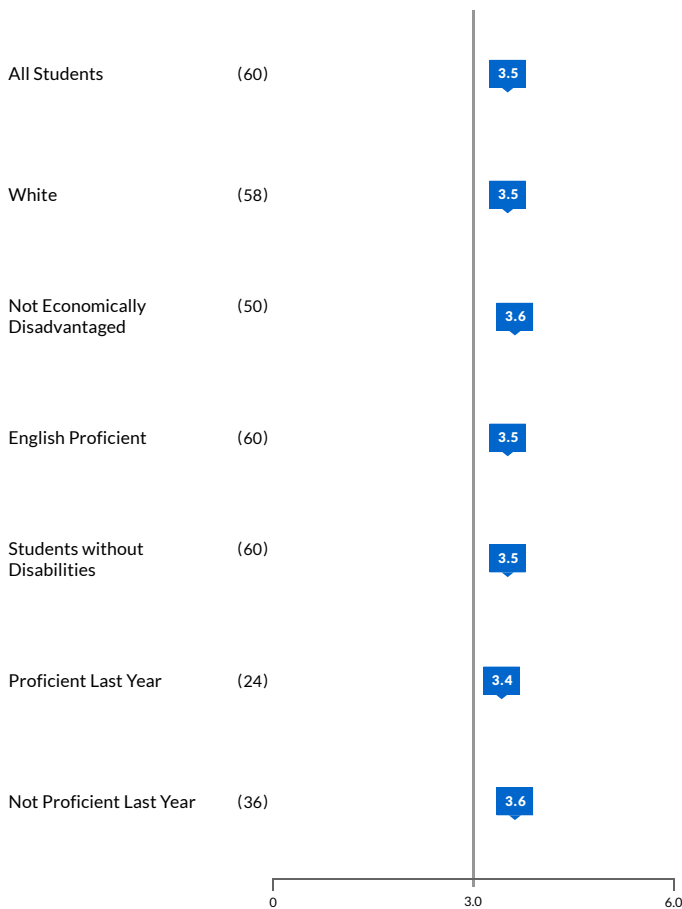 All Students (60) 3.5
White (58) 3.5
Not Economically (50) 3.6
Disadvantaged
English Proficient (60) 3.5
Students without (60) 3.5
Disabilities
Proficient Last Year (24) 3.4
Not Proficient Last Year (36) 3.6
0 3.0 6.0